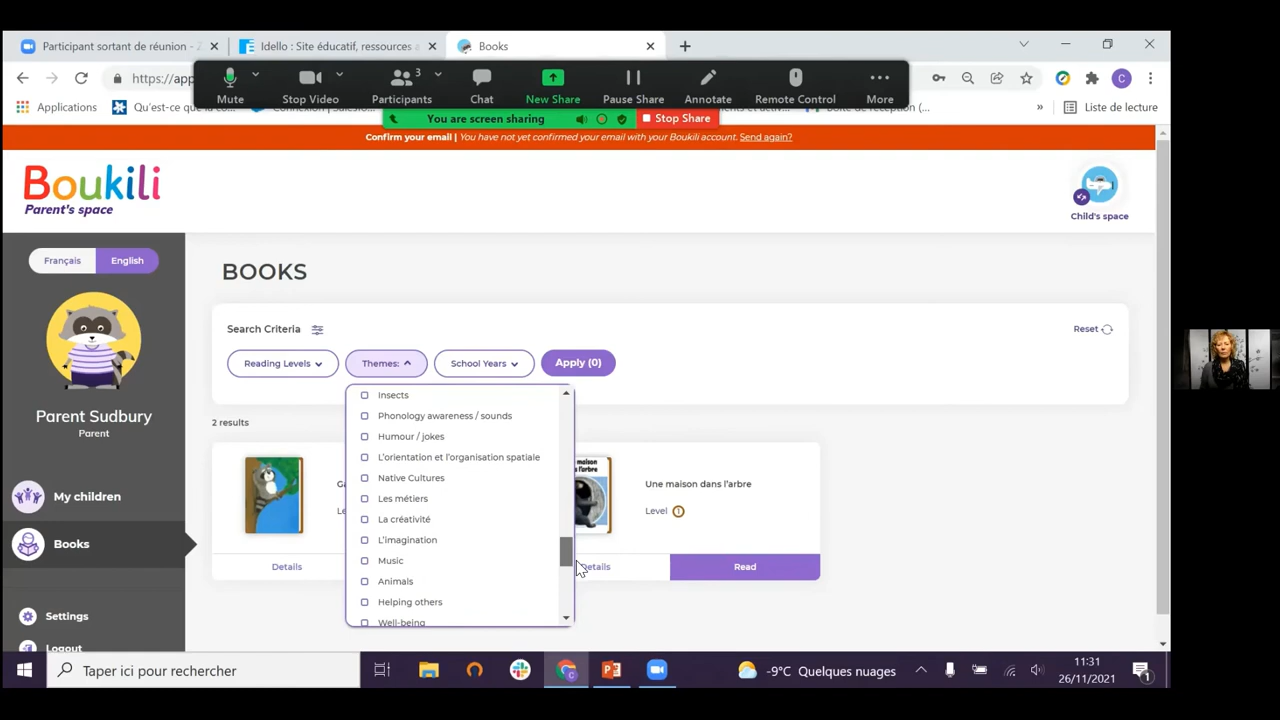 Participant sortant de réunion - Z
Idello : Site éducatif, ressources a
Books
https://app
Mute
Stop Video
3
Participants
Chat
New Share
Pause Share
Annotate
Remote Control
More
C
Applications
Qu'est-ce que la co
Liste de lecture
You are screen sharing
Stop Share
Confirm your email | You have not yet confirmed your email with your Boukili account. Send again?
Boukili
Parent's space
Child's space
Français
English
BOOKS
Search Criteria
Reset
Reading Levels
Themes:
School Years
Apply (0)
Parent Sudbury
Parent
2 results
Insects
Phonology awareness / sounds
Humour / jokes
L'orientation et l'organisation spatiale
Native Cultures
Les métiers
La créativité
L'imagination
Music
Animals
Helping others
Well-being
Une maison dans l'arbre
Level 1
Details
Details
Read
My children
Books
Settings
Logout
Taper ici pour rechercher
-9°C Quelques nuages
11:31
26/11/2021
1